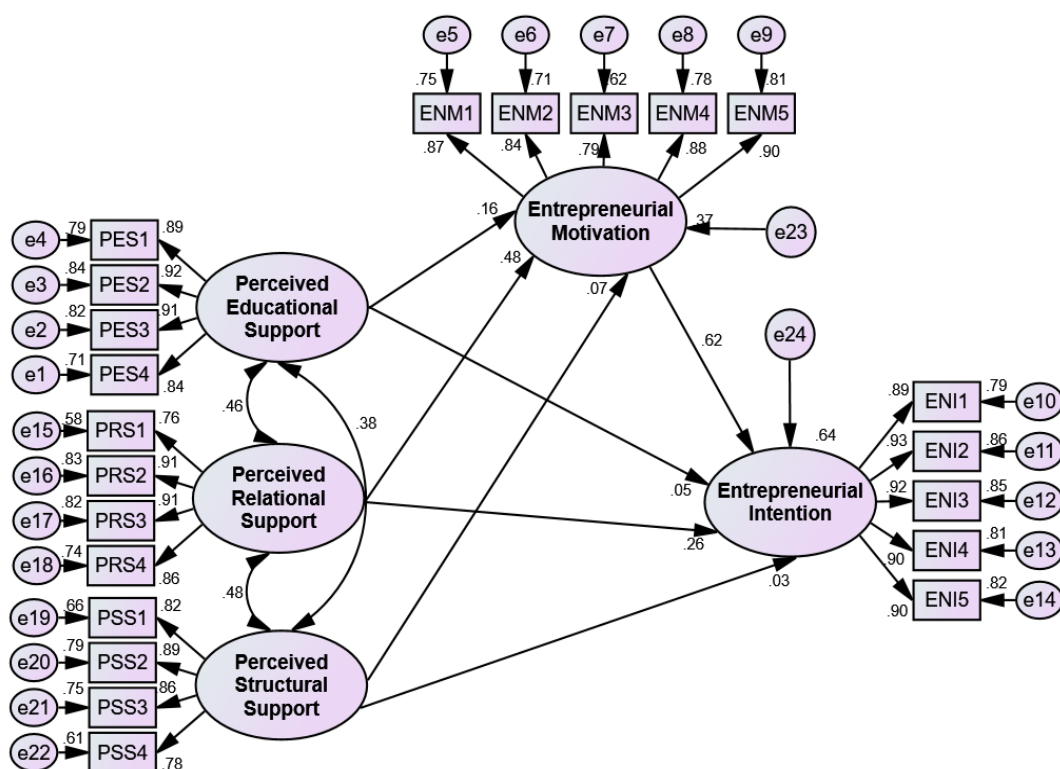 e5 e6 e7 e8 e9
.75 .71 .62 .78 .81
ENM1 ENM2 ENM3 ENM4 ENM5
.87 .84 .79 .88 .90
Entrepreneurial
Motivation
.37
e23
.16
.48
.07
e4 .79 PES1 .89
e3 .84 PES2 .92
e2 .82 PES3 .91
e1 .71 PES4 .84
Perceived
Educational
Support
.46
.38
.62
e24
e15 .58 PRS1 .76
e16 .83 PRS2 .91
e17 .82 PRS3 .91
e18 .74 PRS4 .86
Perceived
Relational
Support
.48
.64
.05
.26
.03
Entrepreneurial
Intention
.89 ENI1 .79 e10
.93 ENI2 .86 e11
.92 ENI3 .85 e12
.90 ENI4 .81 e13
.90 ENI5 .82 e14
e19 .66 PSS1 .82
e20 .79 PSS2 .89
e21 .75 PSS3 .86
e22 .61 PSS4 .78
Perceived
Structural
Support